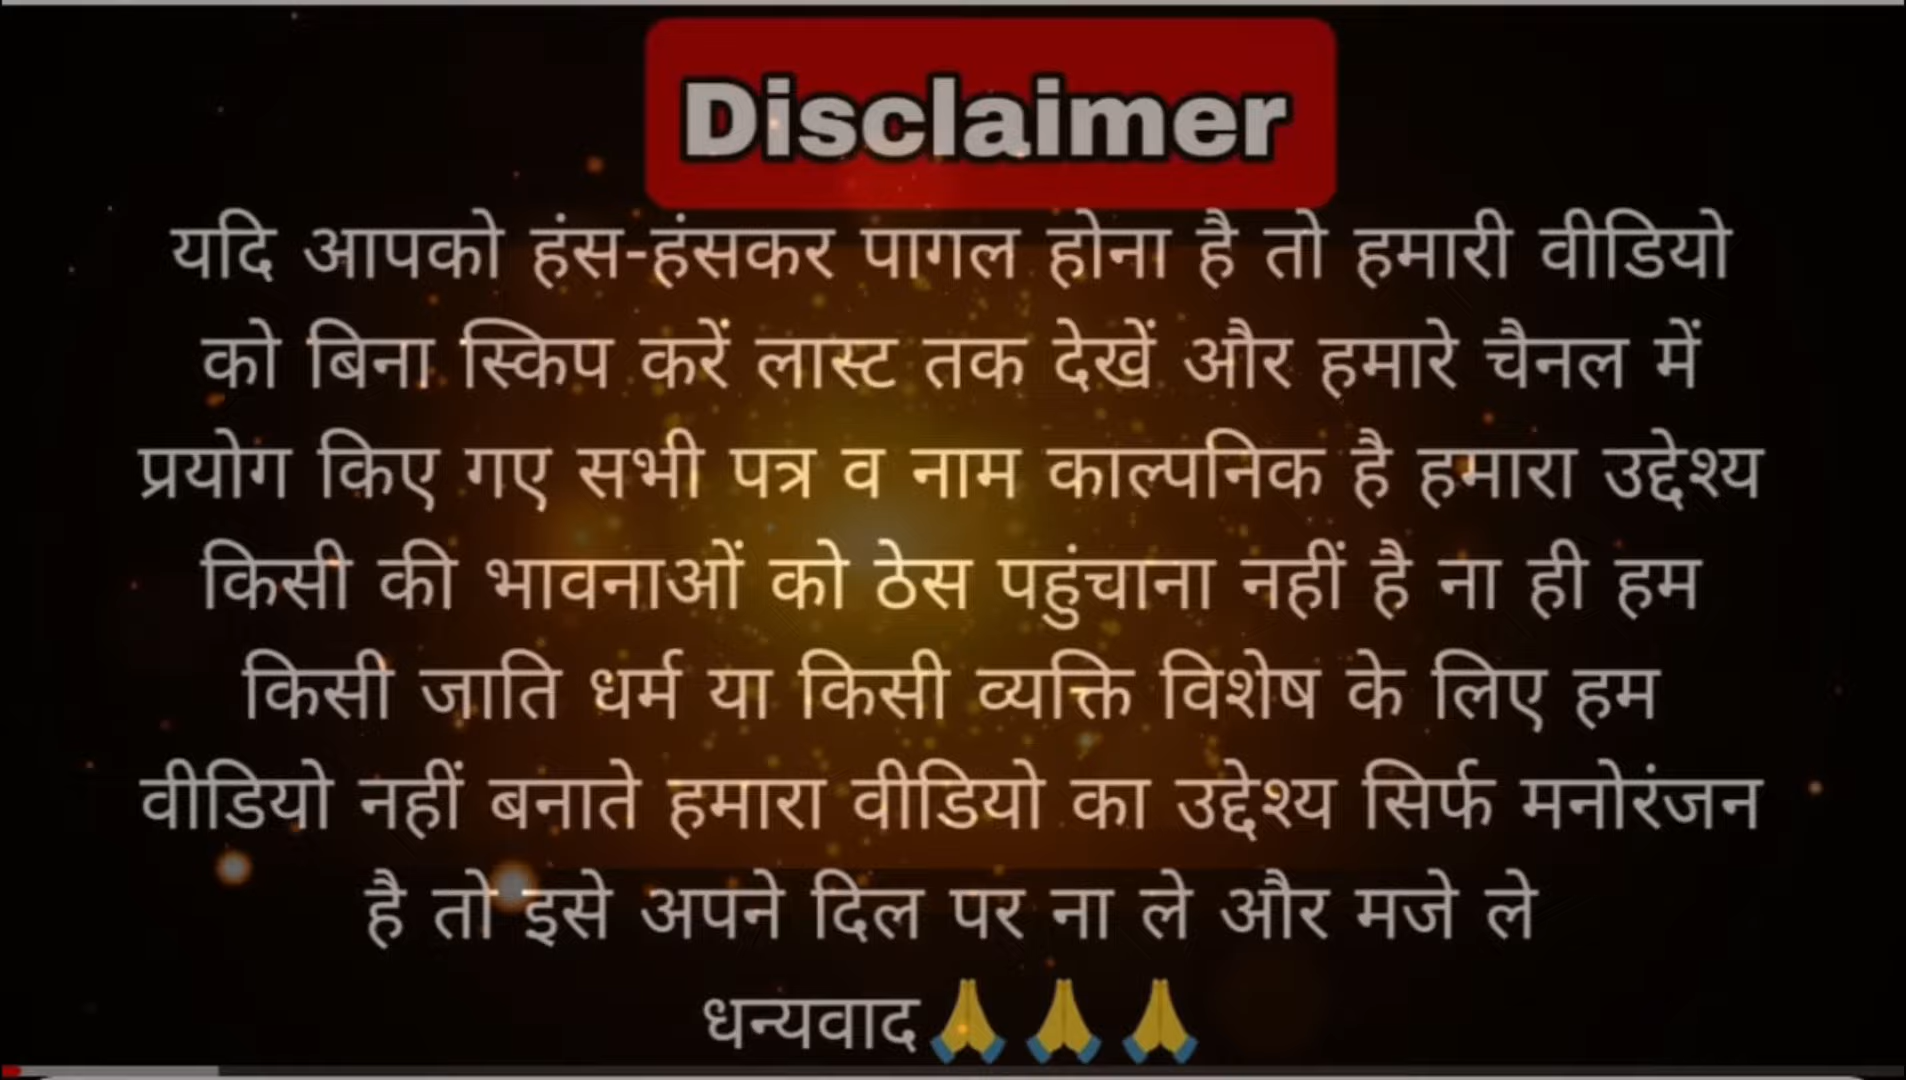 Disclaimer
यदि आपको हंस-हंसकर पागल होना है तो हमारी वीडियो
को बिना स्किप करें लास्ट तक देखें और हमारे चैनल में
प्रयोग किए गए सभी पत्र व नाम काल्पनिक है हमारा उद्देश्य
किसी की भावनाओं को ठेस पहुंचाना नहीं है ना ही हम
किसी जाति धर्म या किसी व्यक्ति विशेष के लिए हम
वीडियो नहीं बनाते हमारा वीडियो का उद्देश्य सिर्फ मनोरंजन
है तो इसे अपने दिल पर ना ले और मजे ले
धन्यवाद🙏🙏🙏